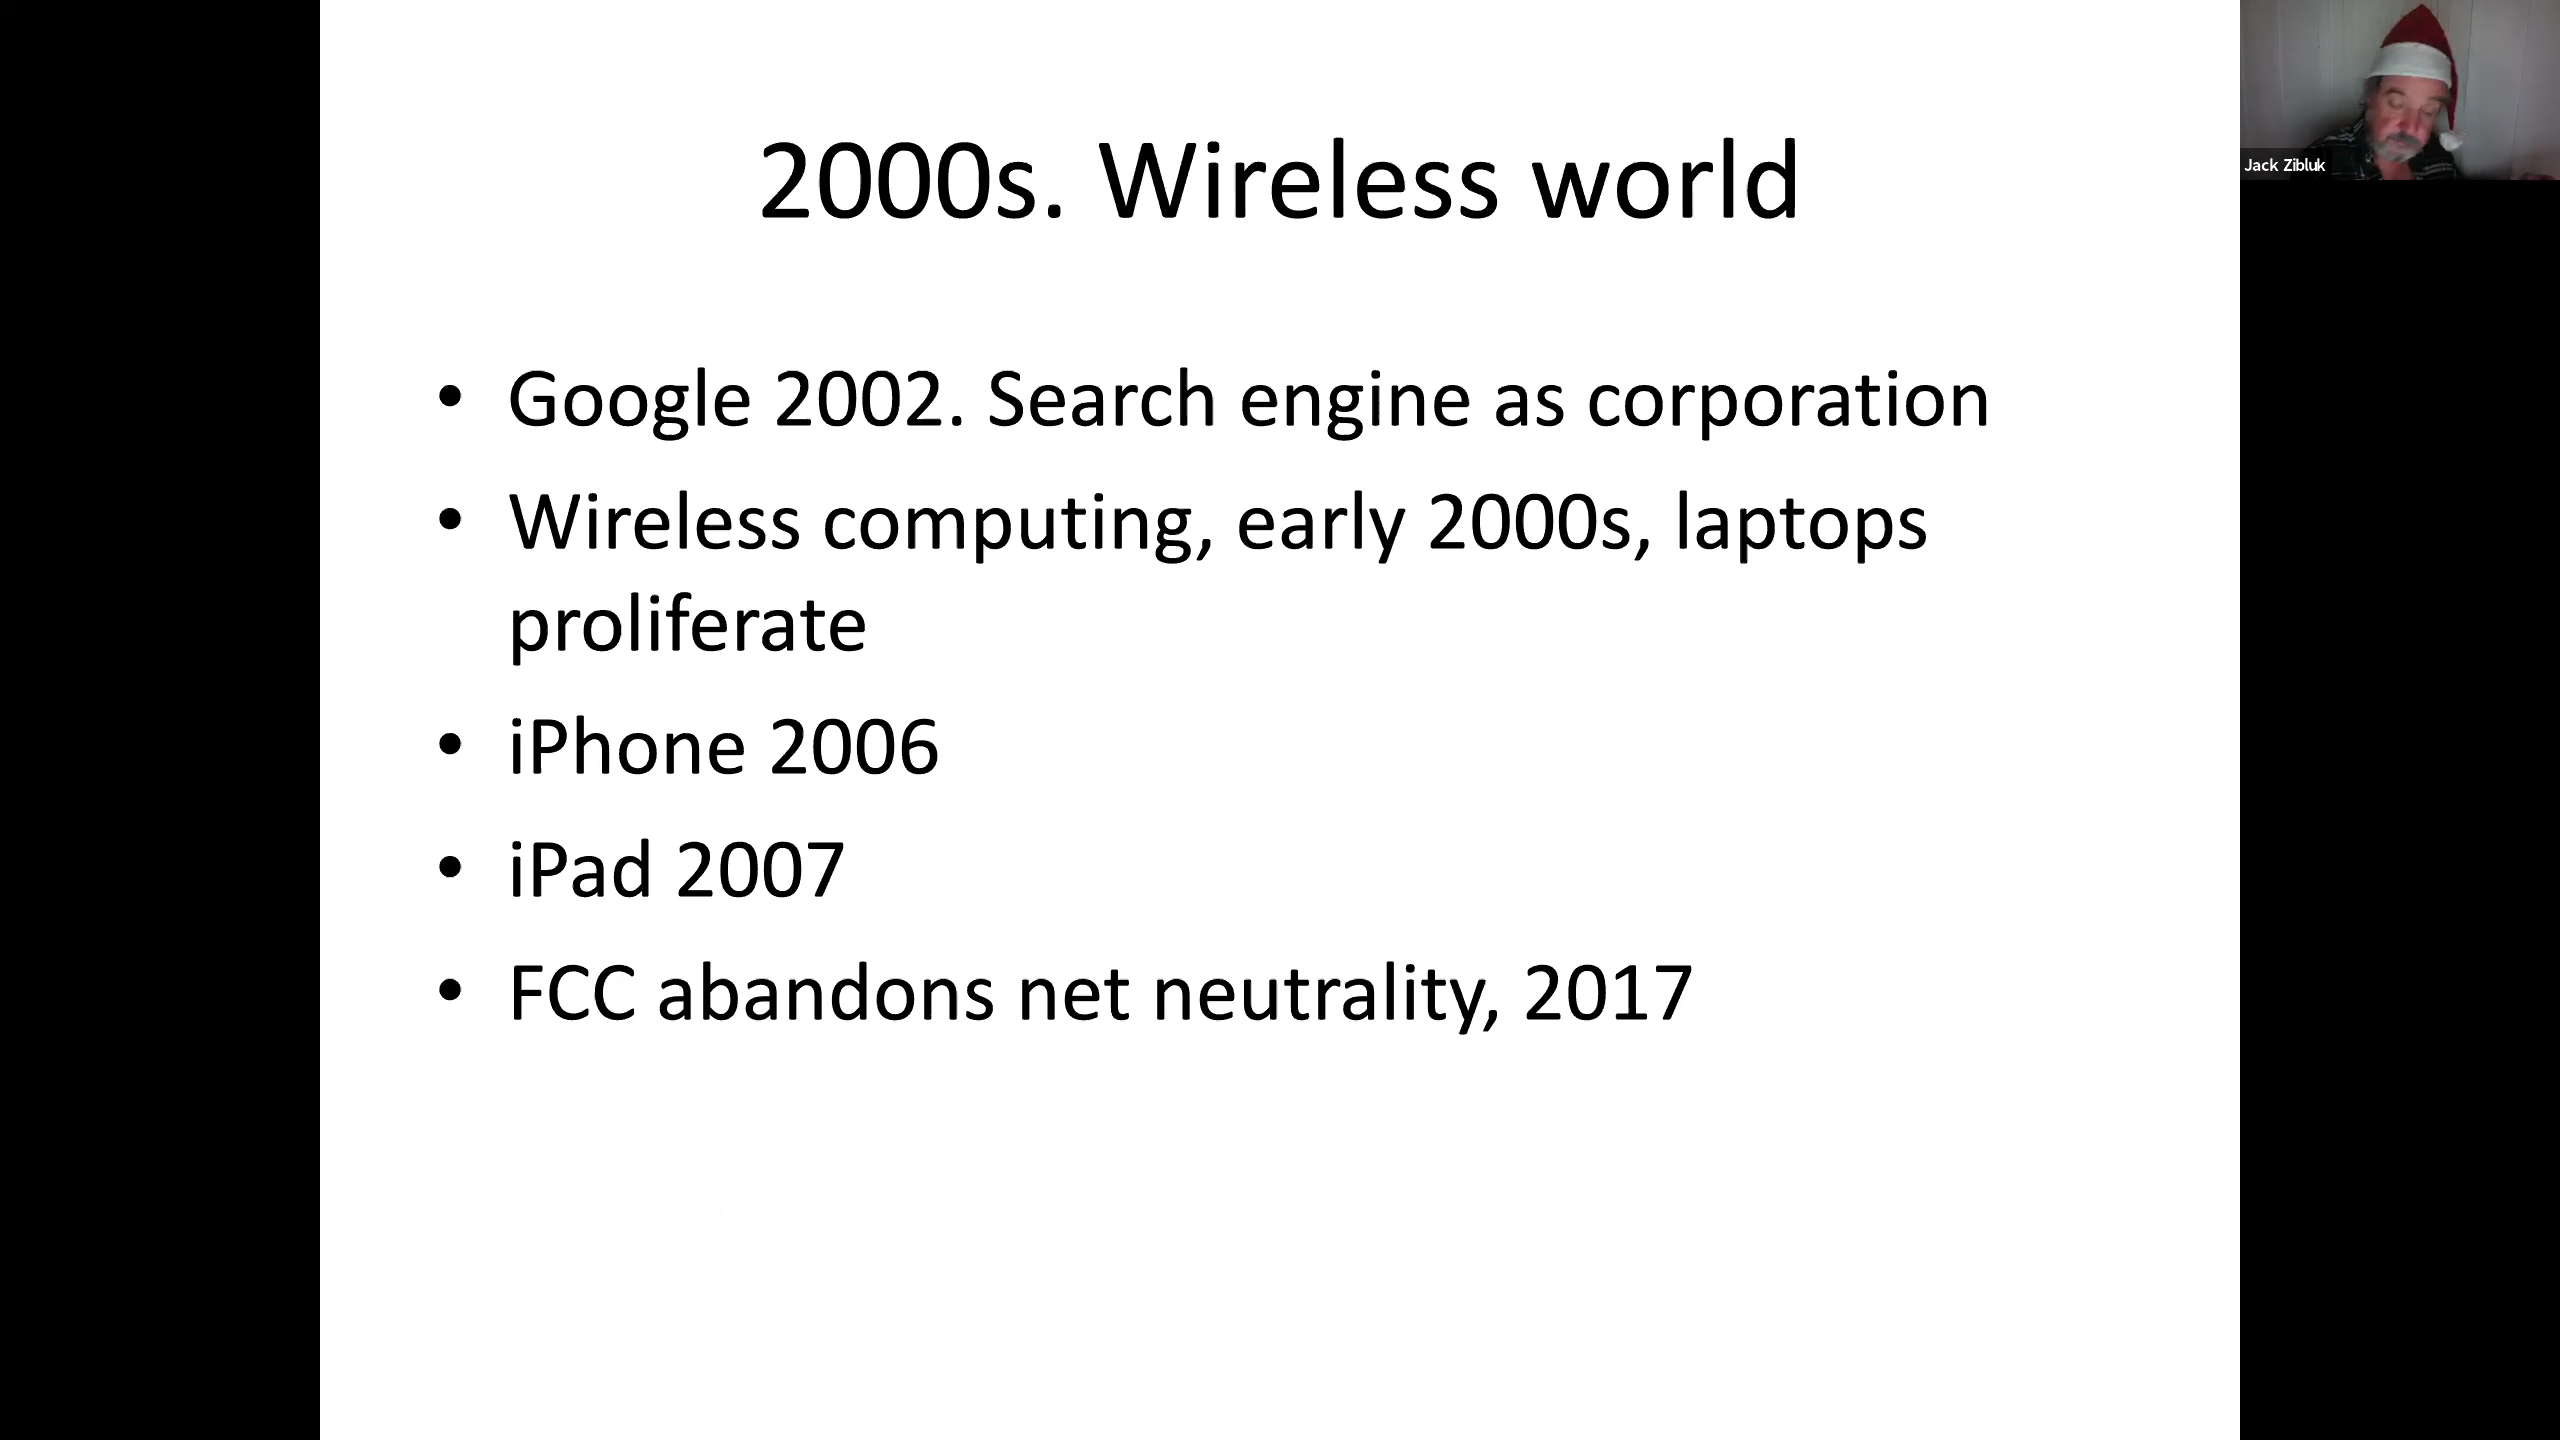 2000s. Wireless world
• Google 2002. Search engine as corporation
• Wireless computing, early 2000s, laptops
proliferate
• iPhone 2006
• iPad 2007
• FCC abandons net neutrality, 2017
Jack Zibluk